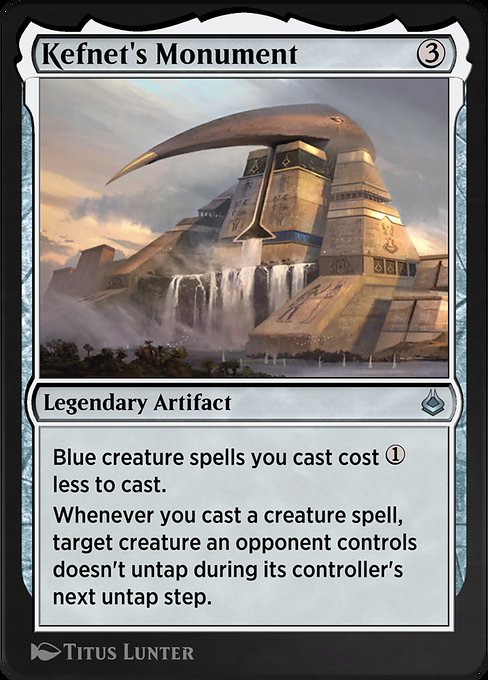 Kefnet's Monument 3
Legendary Artifact
Blue creature spells you cast cost 1
less to cast.
Whenever you cast a creature spell,
target creature an opponent controls
doesn't untap during its controller's
next untap step.
Titus Lunter